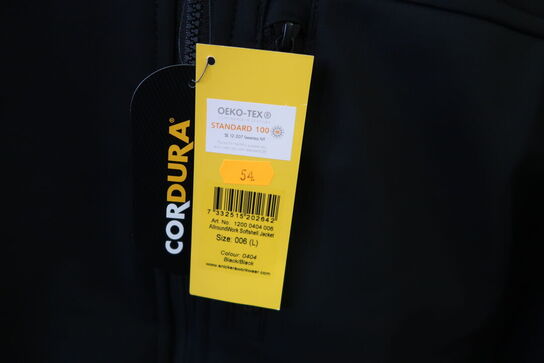 CORDURA®
OEKO-TEX®
STANDARD 100
54
7 332515 202642
Art. No 1200 0404 006
AllroundWork Softshell Jacket
Size: 006 (L)
Colour: 0404
Black/Black
www.snickersworkwear.com